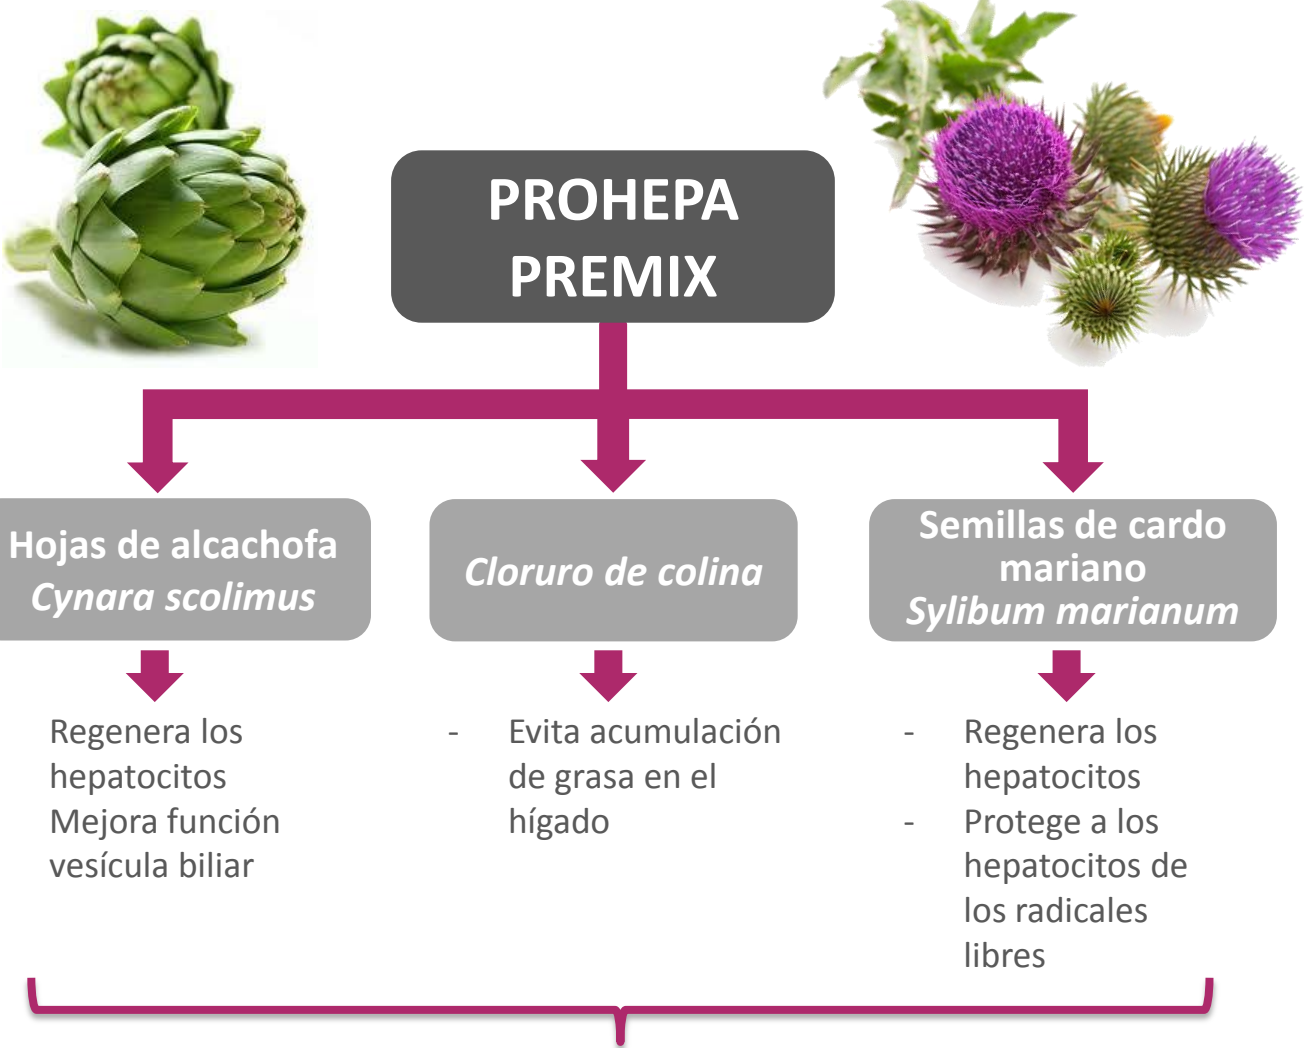 PROHEPA
PREMIX
Hojas de alcachofa
Cynara scolimus
Cloruro de colina
Semillas de cardo
mariano
Sylibum marianum
Regenera los
hepatocitos
Mejora función
vesícula biliar
- Evita acumulación
de grasa en el
hígado
- Regenera los
hepatocitos
- Protege a los
hepatocitos de
los radicales
libres